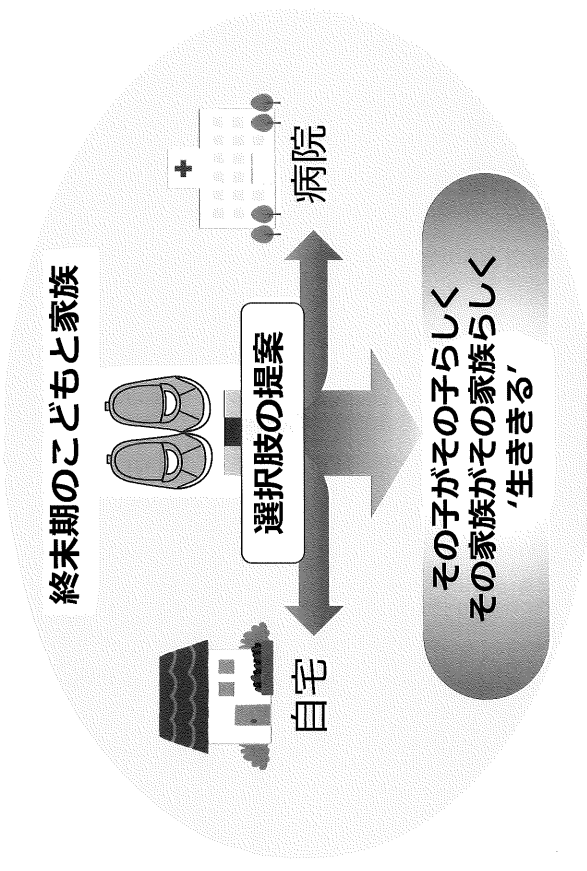 終末期のこどもと家族
選択肢の提案
自宅
病院
その子がその子らしく
その家族がその家族らしく
‘生ききる’